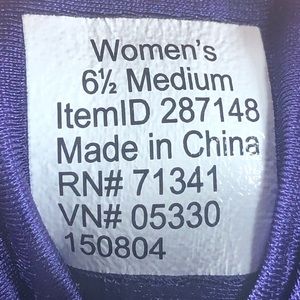 Women's
6½ Medium
ItemID 287148
Made in China
RN# 71341
VN# 05330
150804